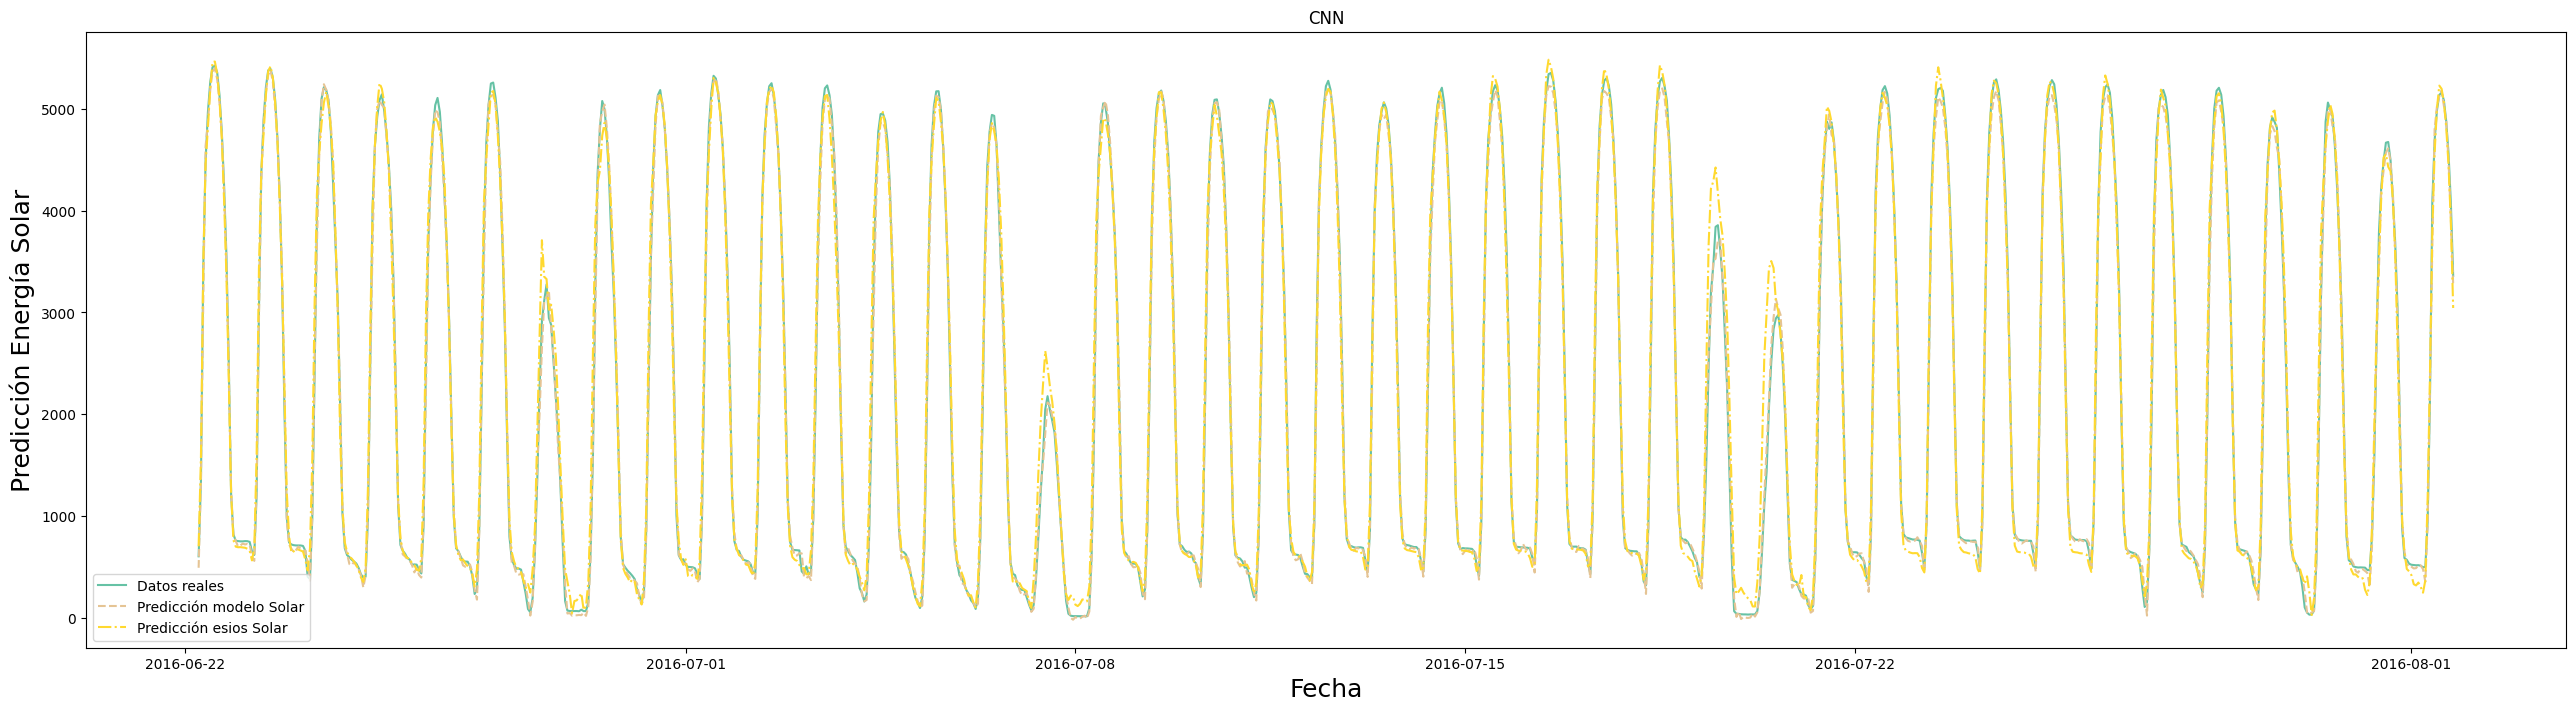 CNN
Predicción Energía Solar
5000
4000
3000
2000
1000
0
Datos reales
Predicción modelo Solar
Predicción esios Solar
2016-06-22
2016-07-01
2016-07-08
2016-07-15
2016-07-22
2016-08-01
Fecha